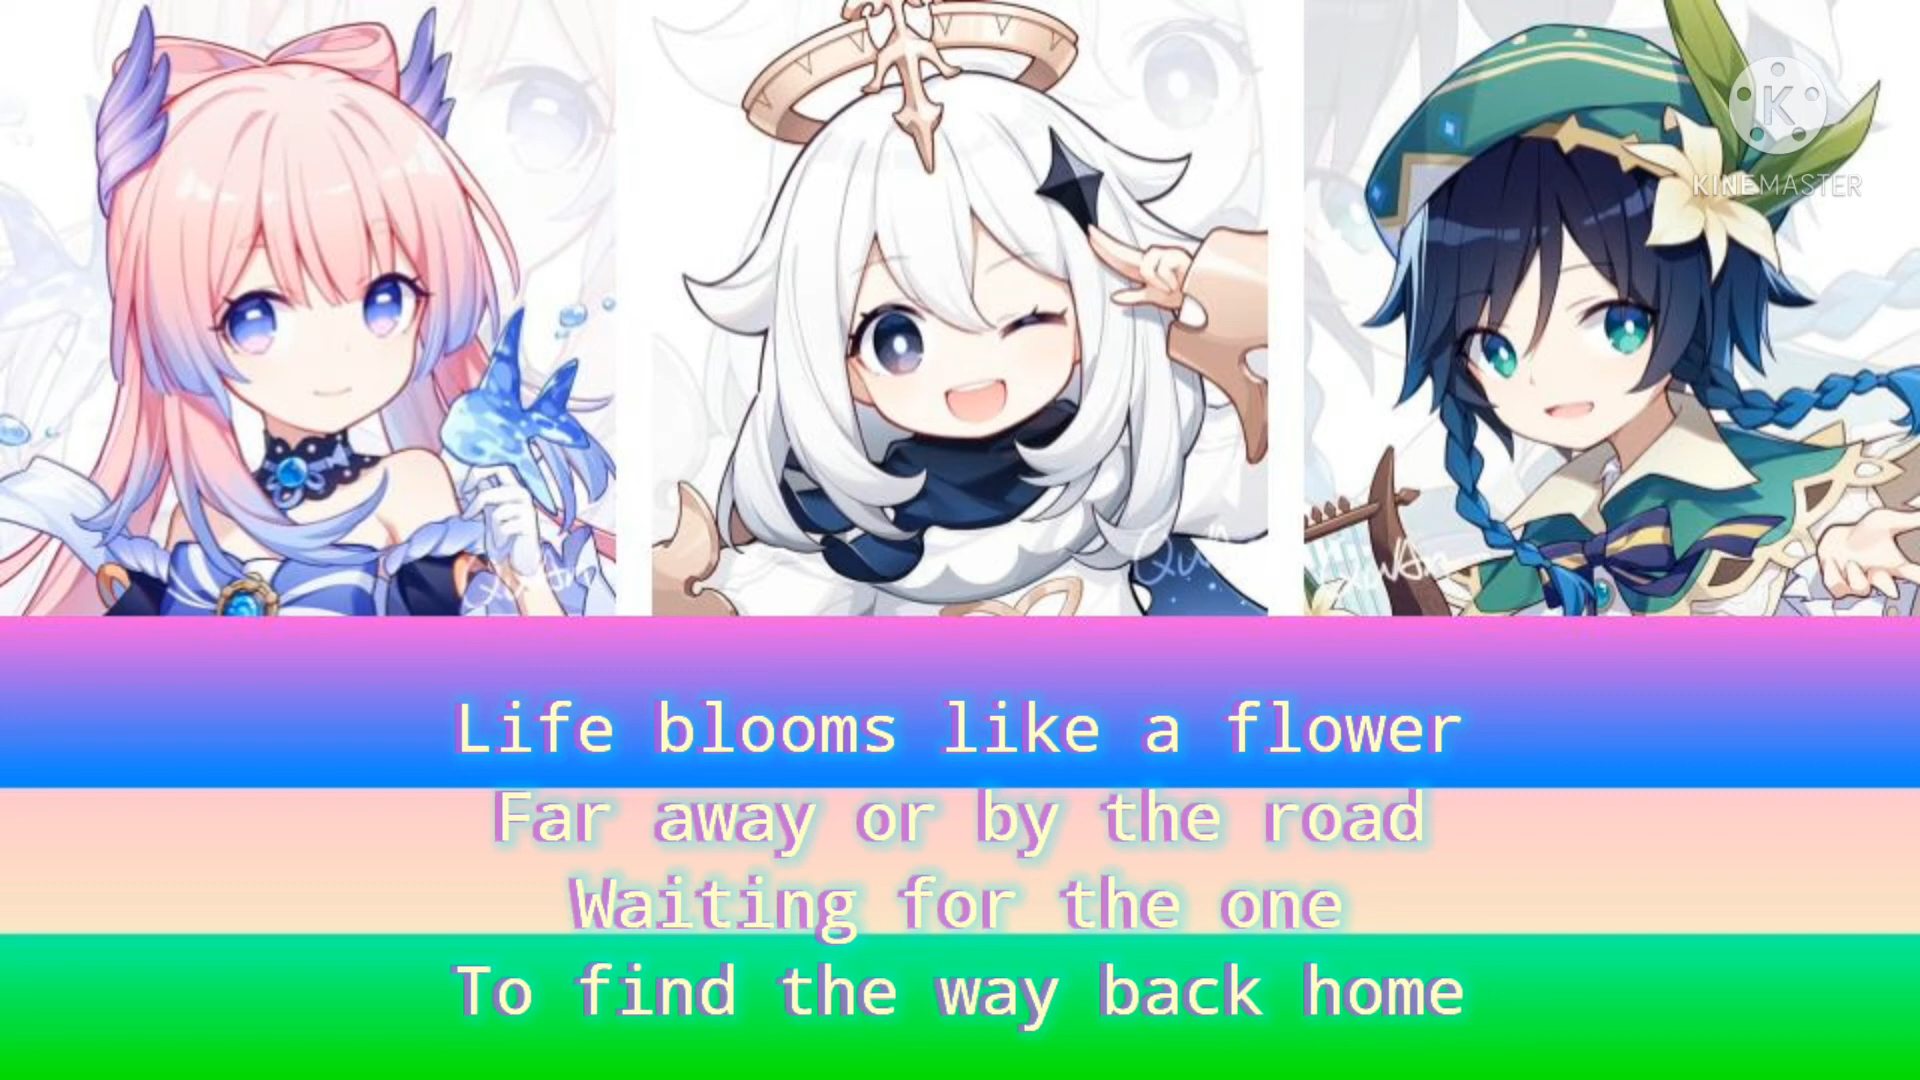 K
KINEMASTER
Life blooms like a flower
Far away or by the road
Waiting for the one
To find the way back home